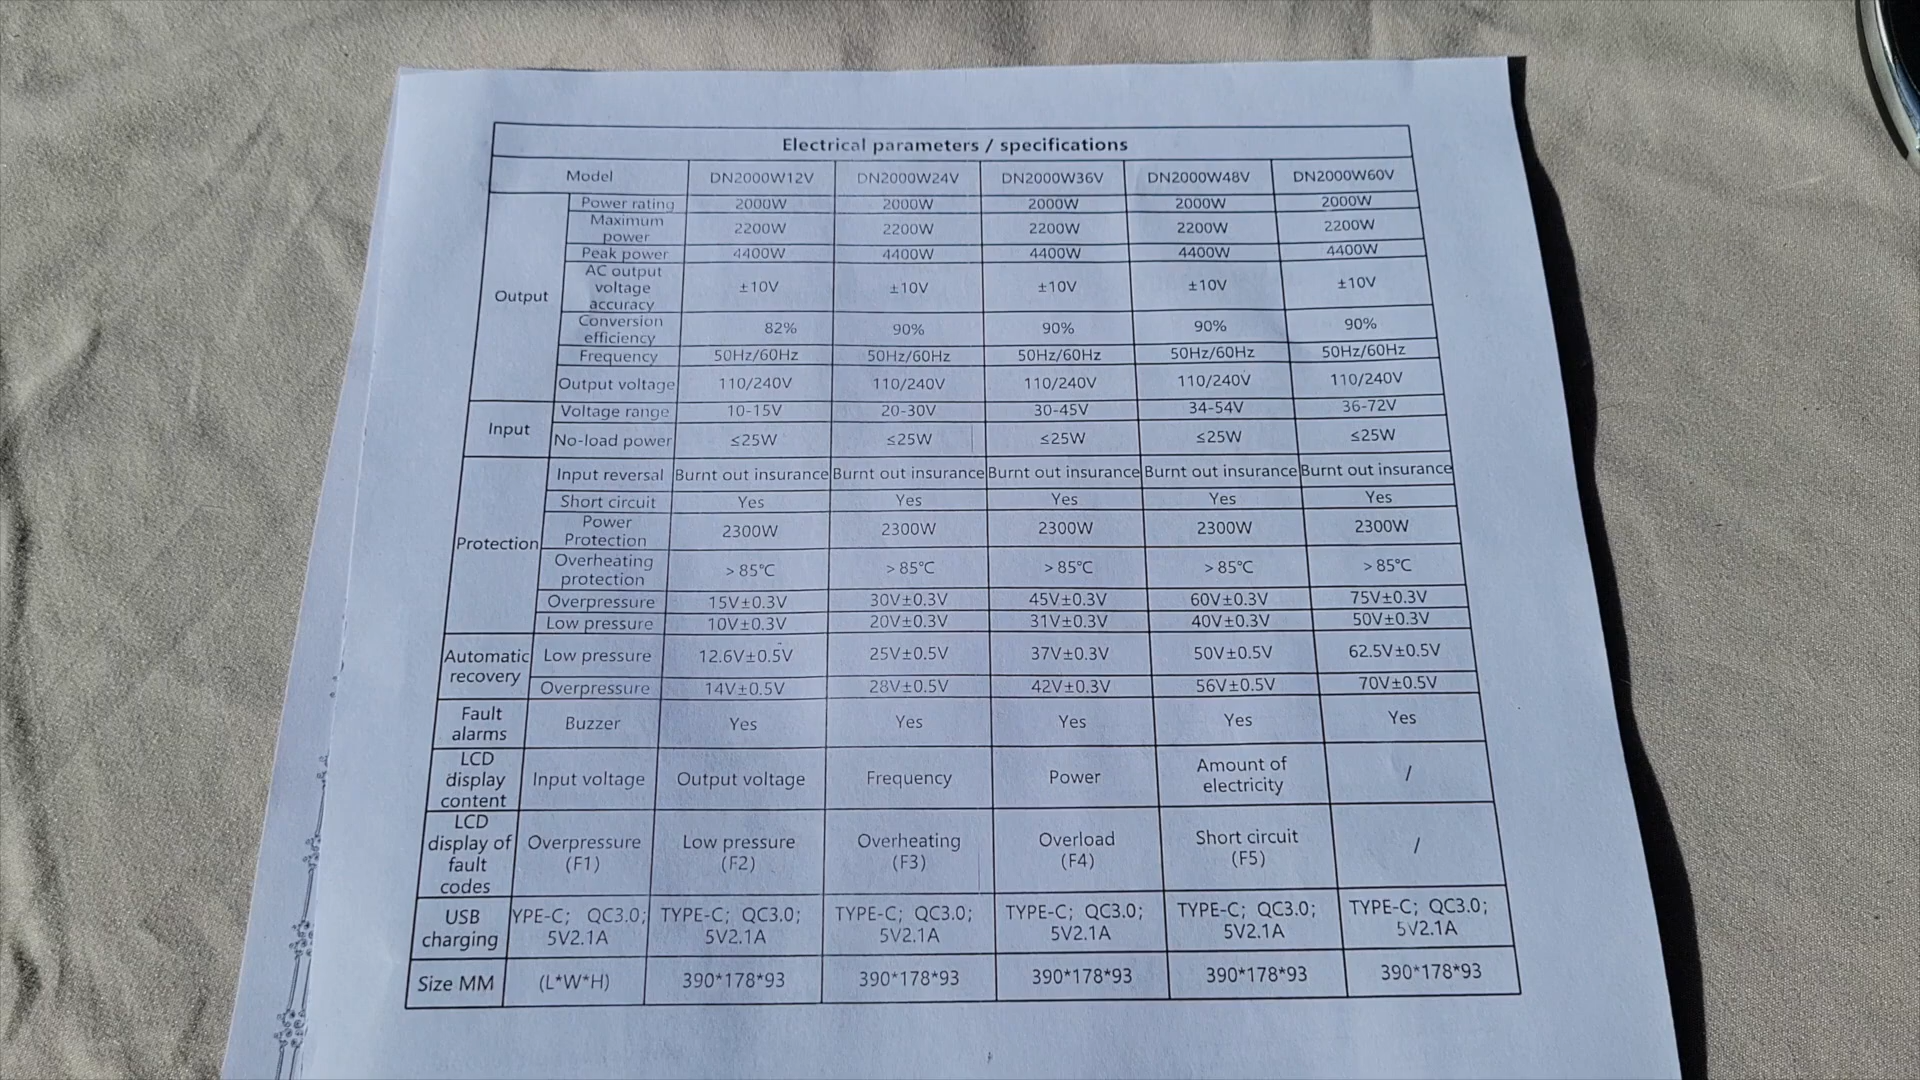 Electrical parameters / specifications
Model DN2000W12V DN2000W24V DN2000W36V DN2000W48V DN2000W60V
Output
Power rating 2000W 2000W 2000W 2000W 2000W
Maximum
power
2200W 2200W 2200W 2200W 2200W
Peak power 4400W 4400W 4400W 4400W 4400W
AC output
voltage
accuracy
±10V ±10V ±10V ±10V ±10V
Conversion
efficiency
82% 90% 90% 90% 90%
Frequency 50Hz/60Hz 50Hz/60Hz 50Hz/60Hz 50Hz/60Hz 50Hz/60Hz
Output voltage 110/240V 110/240V 110/240V 110/240V 110/240V
Input
Voltage range 10-15V 20-30V 30-45V 34-54V 36-72V
No-load power ≤25W ≤25W ≤25W ≤25W ≤25W
Protection
Input reversal Burnt out insurance Burnt out insurance Burnt out insurance Burnt out insurance Burnt out insurance
Short circuit Yes Yes Yes Yes Yes
Power
Protection
2300W 2300W 2300W 2300W 2300W
Overheating
protection
>85℃ >85℃ >85℃ >85℃ >85℃
Overpressure 15V±0.3V 30V±0.3V 45V±0.3V 60V±0.3V 75V±0.3V
Low pressure 10V±0.3V 20V±0.3V 31V±0.3V 40V±0.3V 50V±0.3V
Automatic
recovery
Low pressure 12.6V±0.5V 25V±0.5V 37V±0.3V 50V±0.5V 62.5V±0.5V
Overpressure 14V±0.5V 28V±0.5V 42V±0.3V 56V±0.5V 70V±0.5V
Fault
alarms
Buzzer Yes Yes Yes Yes Yes
LCD
display
content
Input voltage Output voltage Frequency Power Amount of
electricity
/
LCD
display of
fault
codes
Overpressure
(F1)
Low pressure
(F2)
Overheating
(F3)
Overload
(F4)
Short circuit
(F5)
/
USB
charging
YPE-C; QC3.0;
5V2.1A
TYPE-C; QC3.0;
5V2.1A
TYPE-C; QC3.0;
5V2.1A
TYPE-C; QC3.0;
5V2.1A
TYPE-C; QC3.0;
5V2.1A
TYPE-C; QC3.0;
5V2.1A
Size MM (L*W*H) 390*178*93 390*178*93 390*178*93 390*178*93 390*178*93